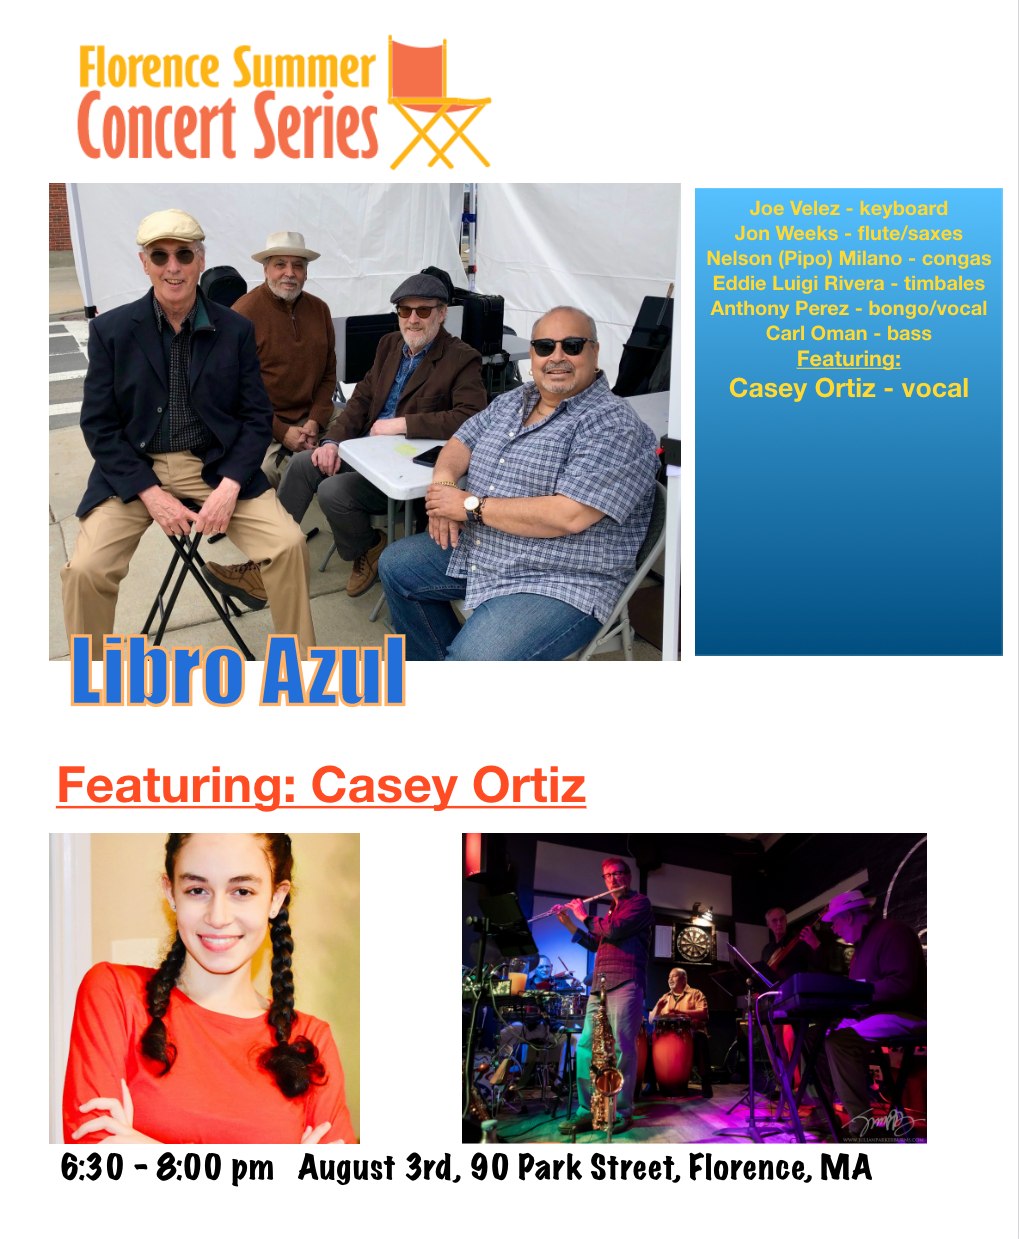 Florence Summer
Concert Series
Joe Velez - keyboard
Jon Weeks - flute/saxes
Nelson (Pipo) Milano - congas
Eddie Luigi Rivera - timbales
Anthony Perez - bongo/vocal
Carl Oman - bass
Featuring:
Casey Ortiz - vocal
Libro Azul
Featuring: Casey Ortiz
6:30 - 8:00 pm August 3rd, 90 Park Street, Florence, MA